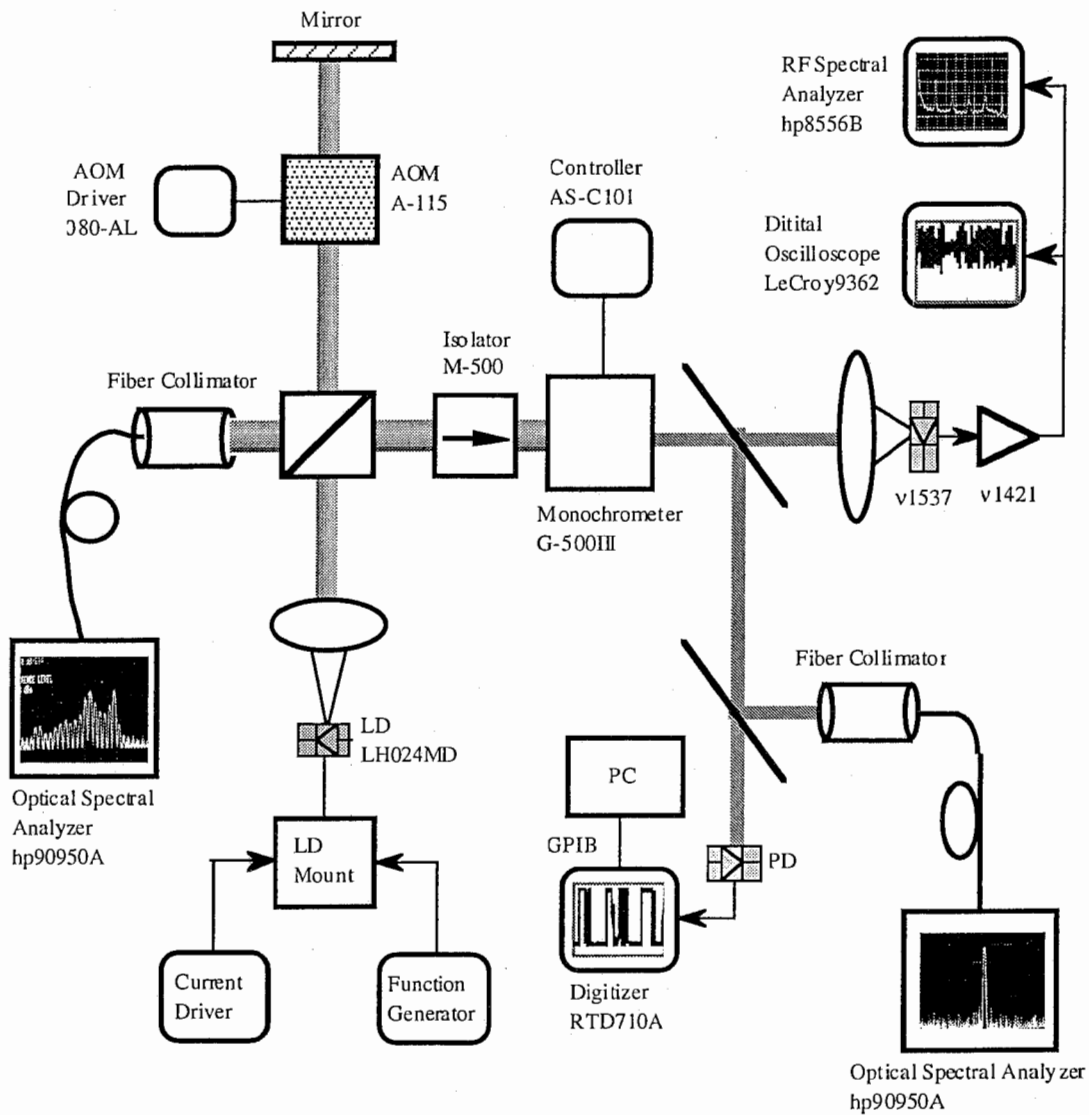 Mirror
RF Spectral
Analyzer
hp8556B
AOM
Driver
380-AL
AOM
A-115
Controller
AS-C101
Ditital
Oscilloscope
LeCroy9362
Isolator
M-500
Fiber Collimator
Monochrometer
G-500III
ν1537
ν1421
Fiber Collimator
LD
LH024MD
PC
Optical Spectral
Analyzer
hp90950A
LD
Mount
GPIB
PD
Current
Driver
Function
Generator
Digitizer
RTD710A
Optical Spectral Analyzer
hp90950A